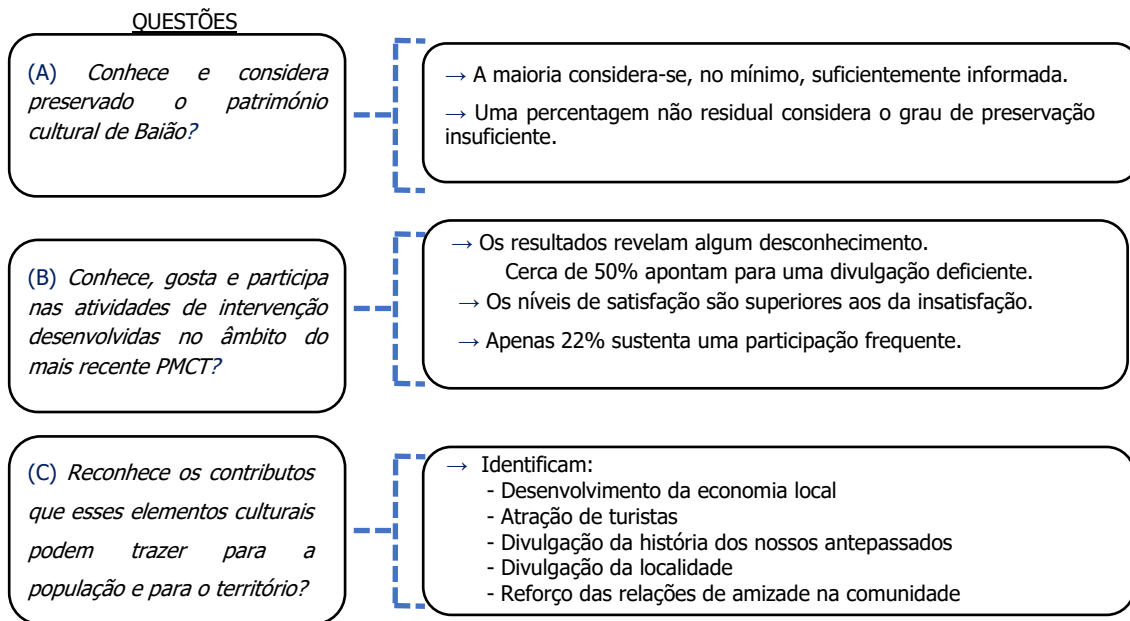 QUESTÕES
(A) Conhece e considera
preservado o património
cultural de Baião?
→ A maioria considera-se, no mínimo, suficientemente informada.
→ Uma percentagem não residual considera o grau de preservação
insuficiente.
(B) Conhece, gosta e participa
nas atividades de intervenção
desenvolvidas no âmbito do
mais recente PMCT?
→ Os resultados revelam algum desconhecimento.
Cerca de 50% apontam para uma divulgação deficiente.
→ Os níveis de satisfação são superiores aos da insatisfação.
→ Apenas 22% sustenta uma participação frequente.
(C) Reconhece os contributos
que esses elementos culturais
podem trazer para a
população e para o território?
→ Identificam:
- Desenvolvimento da economia local
- Atração de turistas
- Divulgação da história dos nossos antepassados
- Divulgação da localidade
- Reforço das relações de amizade na comunidade